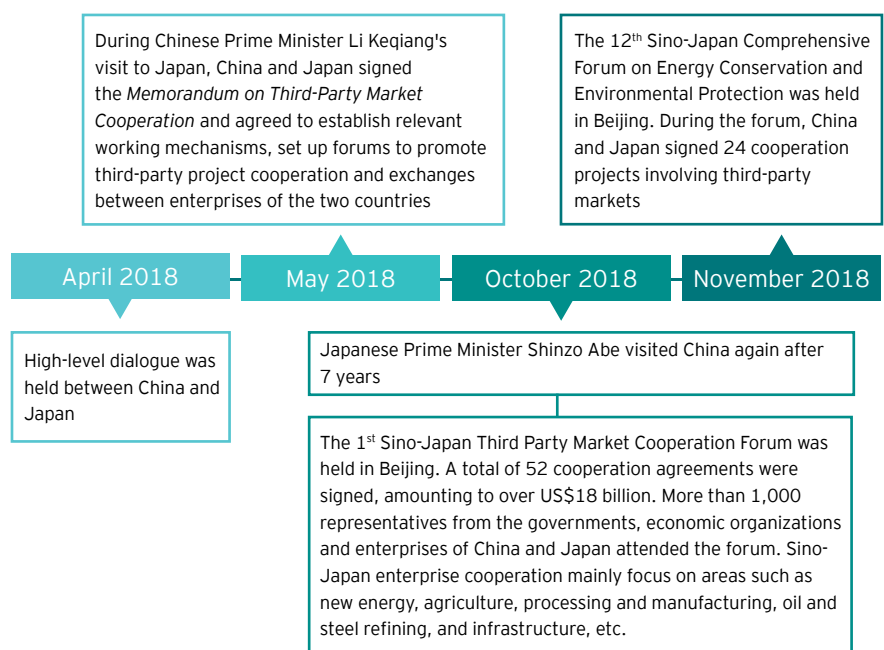 During Chinese Prime Minister Li Keqiang's
visit to Japan, China and Japan signed
the Memorandum on Third-Party Market
Cooperation and agreed to establish relevant
working mechanisms, set up forums to promote
third-party project cooperation and exchanges
between enterprises of the two countries
The 12th Sino-Japan Comprehensive
Forum on Energy Conservation and
Environmental Protection was held
in Beijing. During the forum, China
and Japan signed 24 cooperation
projects involving third-party
markets
April 2018
May 2018
October 2018
November 2018
High-level dialogue was
held between China and
Japan
Japanese Prime Minister Shinzo Abe visited China again after
7 years
The 1st Sino-Japan Third Party Market Cooperation Forum was
held in Beijing. A total of 52 cooperation agreements were
signed, amounting to over US$18 billion. More than 1,000
representatives from the governments, economic organizations
and enterprises of China and Japan attended the forum. Sino-
Japan enterprise cooperation mainly focus on areas such as
new energy, agriculture, processing and manufacturing, oil and
steel refining, and infrastructure, etc.